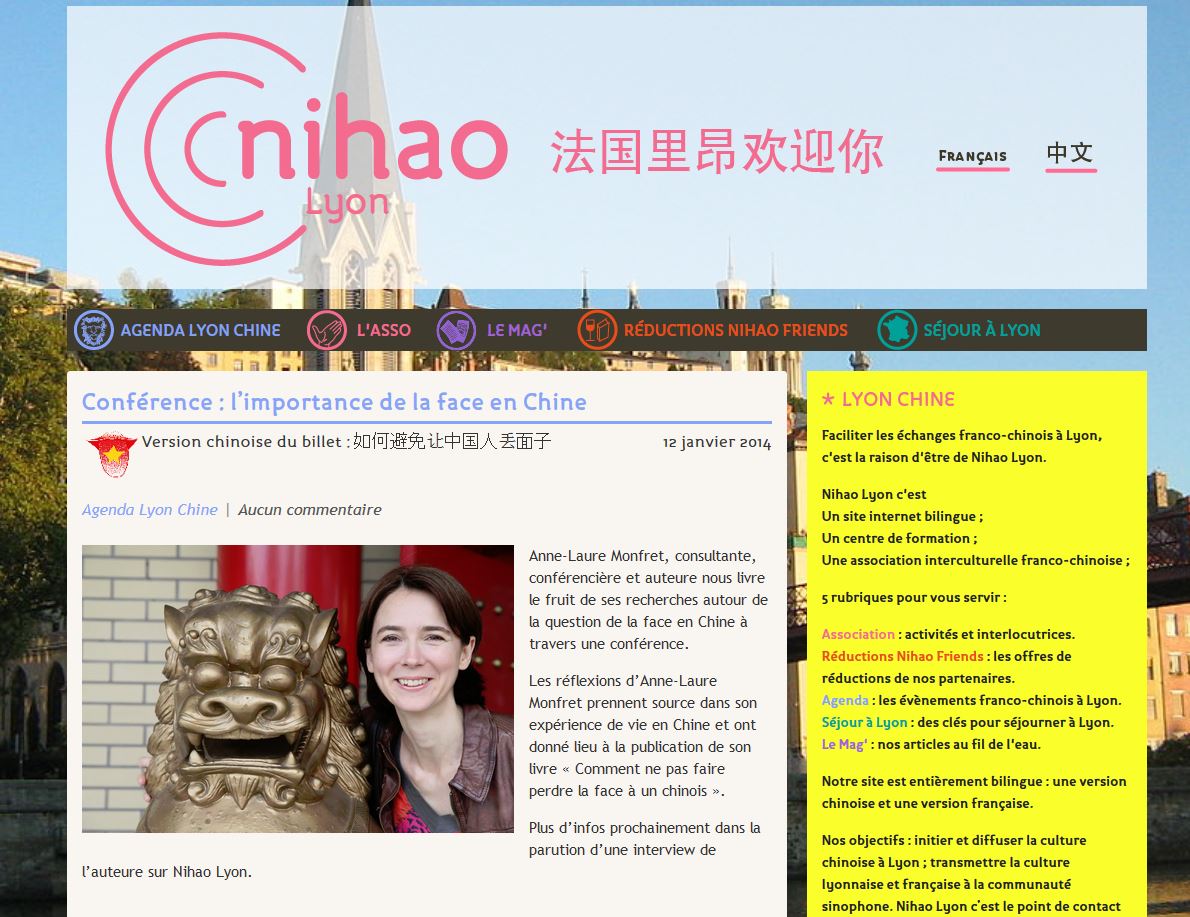 nihao
Lyon
法国里昂欢迎你
Français
中文
AGENDA LYON CHINE
L'ASSO
LE MAG'
RÉDUCTIONS NIHAO FRIENDS
SÉJOUR À LYON
Conférence : l’importance de la face en Chine
Version chinoise du billet : 如何避免让中国人丢面子
12 janvier 2014
Agenda Lyon Chine | Aucun commentaire
Anne-Laure Monfret, consultante,
conférencière et auteure nous livre
le fruit de ses recherches autour de
la question de la face en Chine à
travers une conférence.
Les réflexions d’Anne-Laure
Monfret prennent source dans son
expérience de vie en Chine et ont
donné lieu à la publication de son
livre « Comment ne pas faire
perdre la face à un chinois ».
Plus d’infos prochainement dans la
parution d’une interview de
l’auteure sur Nihao Lyon.
* LYON CHINE
Faciliter les échanges franco-chinois à Lyon,
c'est la raison d'être de Nihao Lyon.
Nihao Lyon c'est
Un site internet bilingue ;
Un centre de formation ;
Une association interculturelle franco-chinoise ;
5 rubriques pour vous servir :
Association : activités et interlocutrices.
Réductions Nihao Friends : les offres de
réductions de nos partenaires.
Agenda : les évènements franco-chinois à Lyon.
Séjour à Lyon : des clés pour séjourner à Lyon.
Le Mag' : nos articles au fil de l'eau.
Notre site est entièrement bilingue : une version
chinoise et une version française.
Nos objectifs : initier et diffuser la culture
chinoise à Lyon ; transmettre la culture
lyonnaise et française à la communauté
sinophone. Nihao Lyon c’est le point de contact